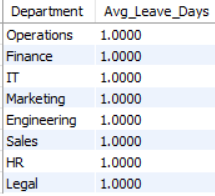 Department Avg_Leave_Days
Operations 1.0000
Finance 1.0000
IT 1.0000
Marketing 1.0000
Engineering 1.0000
Sales 1.0000
HR 1.0000
Legal 1.0000